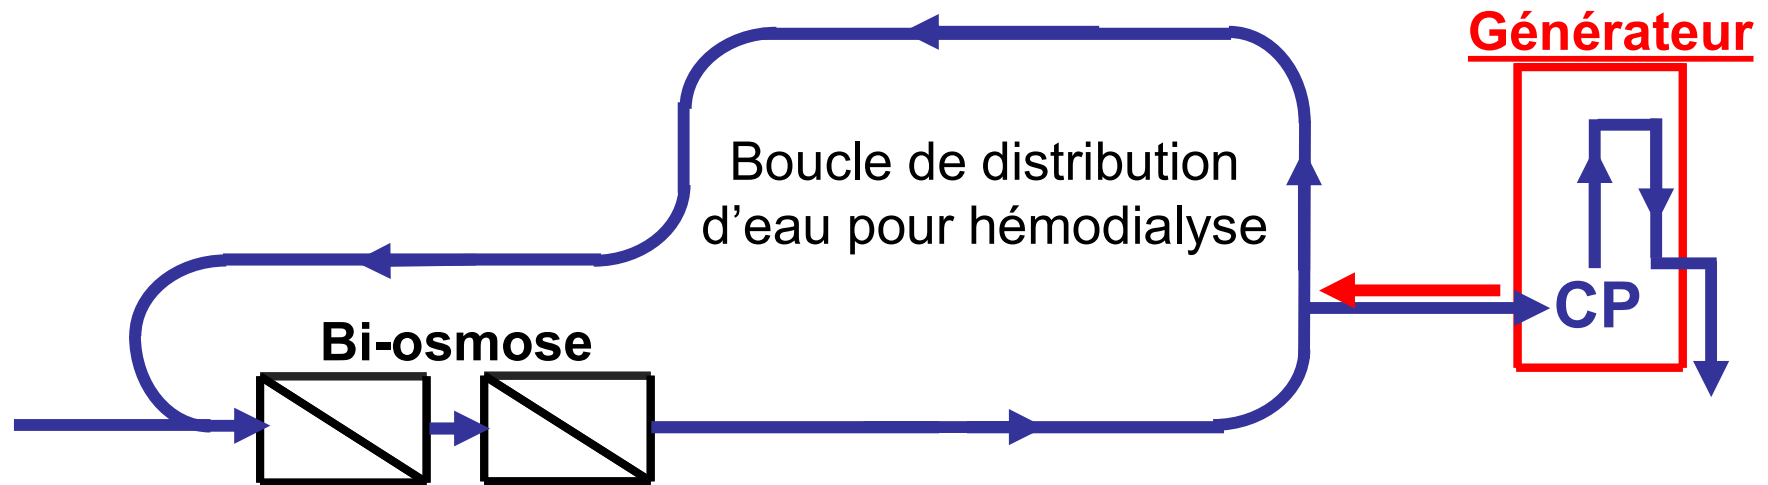 Générateur
Boucle de distribution
d’eau pour hémodialyse
CP
Bi-osmose